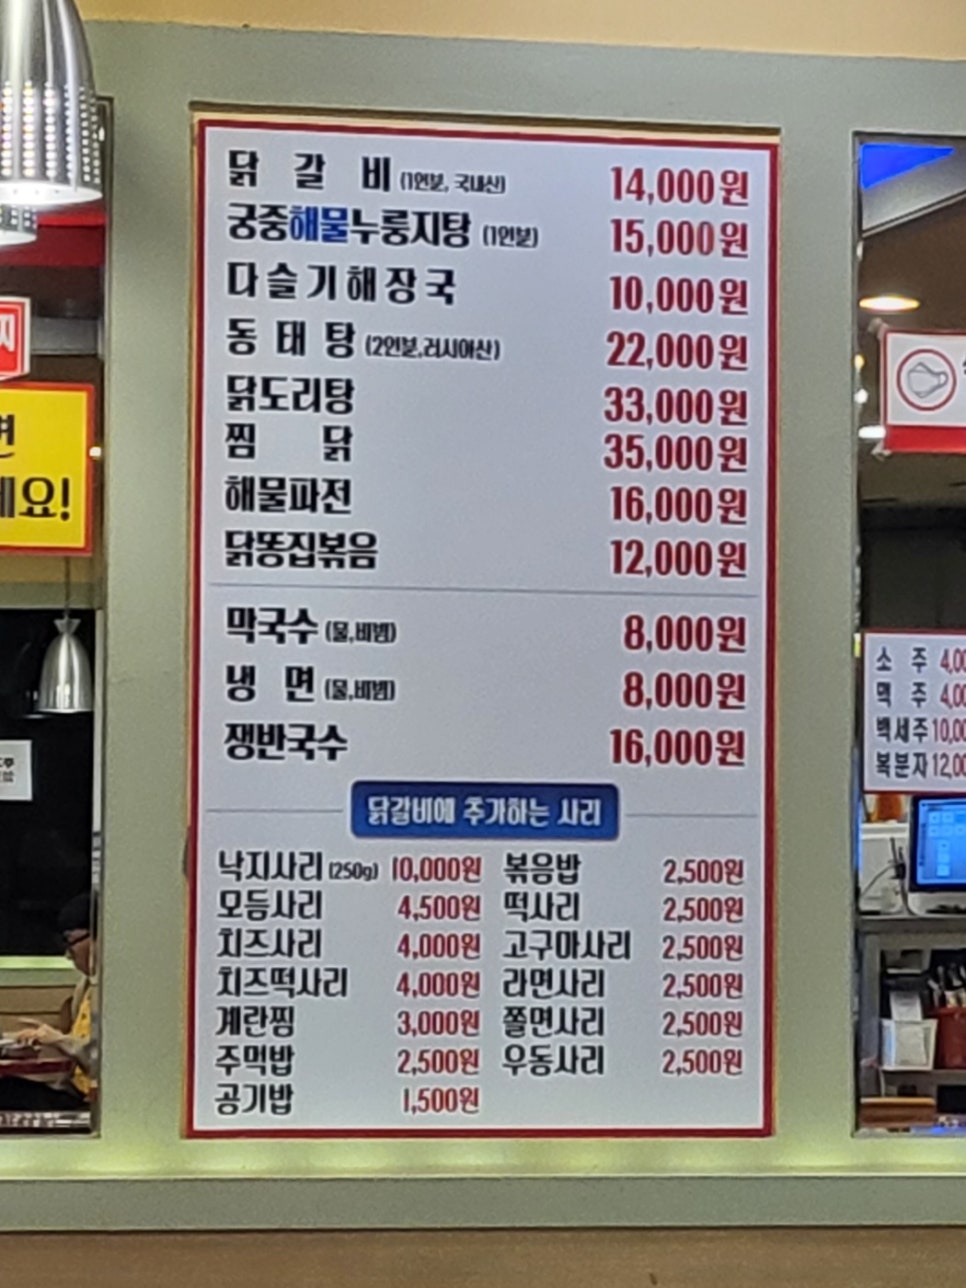 닭 갈 비 (1인분, 국내산) 14,000원
궁중해물누룽지탕 (1인분) 15,000원
다슬기해장국 10,000원
동 태 탕 (2인분,러시아산) 22,000원
닭도리탕 33,000원
찜 닭 35,000원
해물파전 16,000원
닭똥집볶음 12,000원
막국수 (물,비빔) 8,000원
냉 면 (물,비빔) 8,000원
쟁반국수 16,000원
닭갈비에 추가하는 사리
낙지사리 (250g) 10,000원 볶음밥 2,500원
모듬사리 4,500원 떡사리 2,500원
치즈사리 4,000원 고구마사리 2,500원
치즈떡사리 4,000원 라면사리 2,500원
계란찜 3,000원 쫄면사리 2,500원
주먹밥 2,500원 우동사리 2,500원
공기밥 1,500원
면
세요!
소 주 4,00
맥 주 4,00
백세주 10,00
복분자 12,00